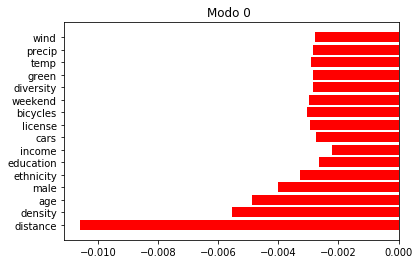 Modo 0
wind
precip
temp
green
diversity
weekend
bicycles
license
cars
income
education
ethnicity
male
age
density
distance
−0.010 −0.008 −0.006 −0.004 −0.002 0.000